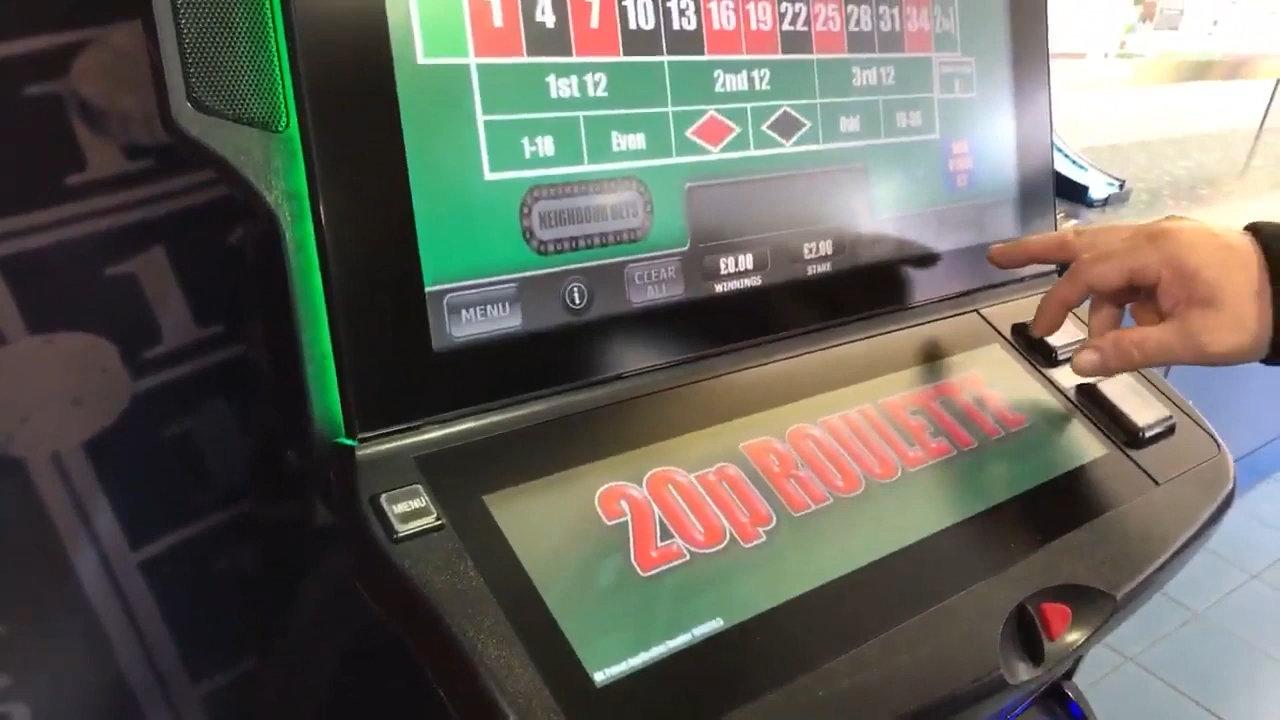 1 4 7 10 13 16 19 22 25 28 31 34 2to1
1st 12 2nd 12 3rd 12
1-18 Even Odd 19-36
NEIGHBOUR BETS
MENU i CLEAR ALL £0.00 WINNINGS £2.00 STAKE
MENU
20p ROULETTE